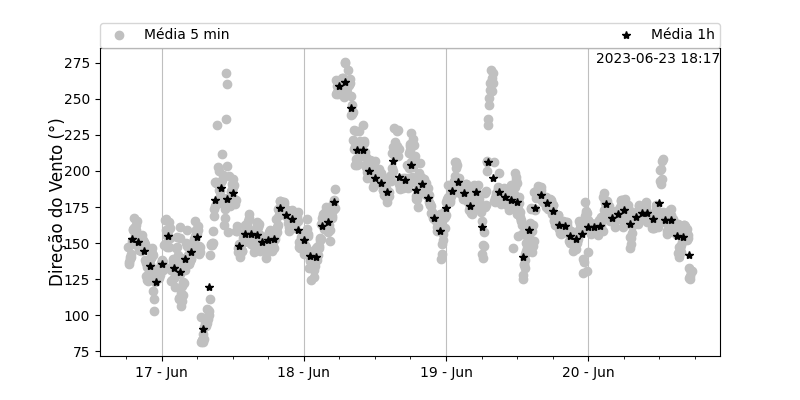 Média 5 min
Média 1h
2023-06-23 18:17
Direção do Vento (°)
275
250
225
200
175
150
125
100
75
17 - Jun
18 - Jun
19 - Jun
20 - Jun